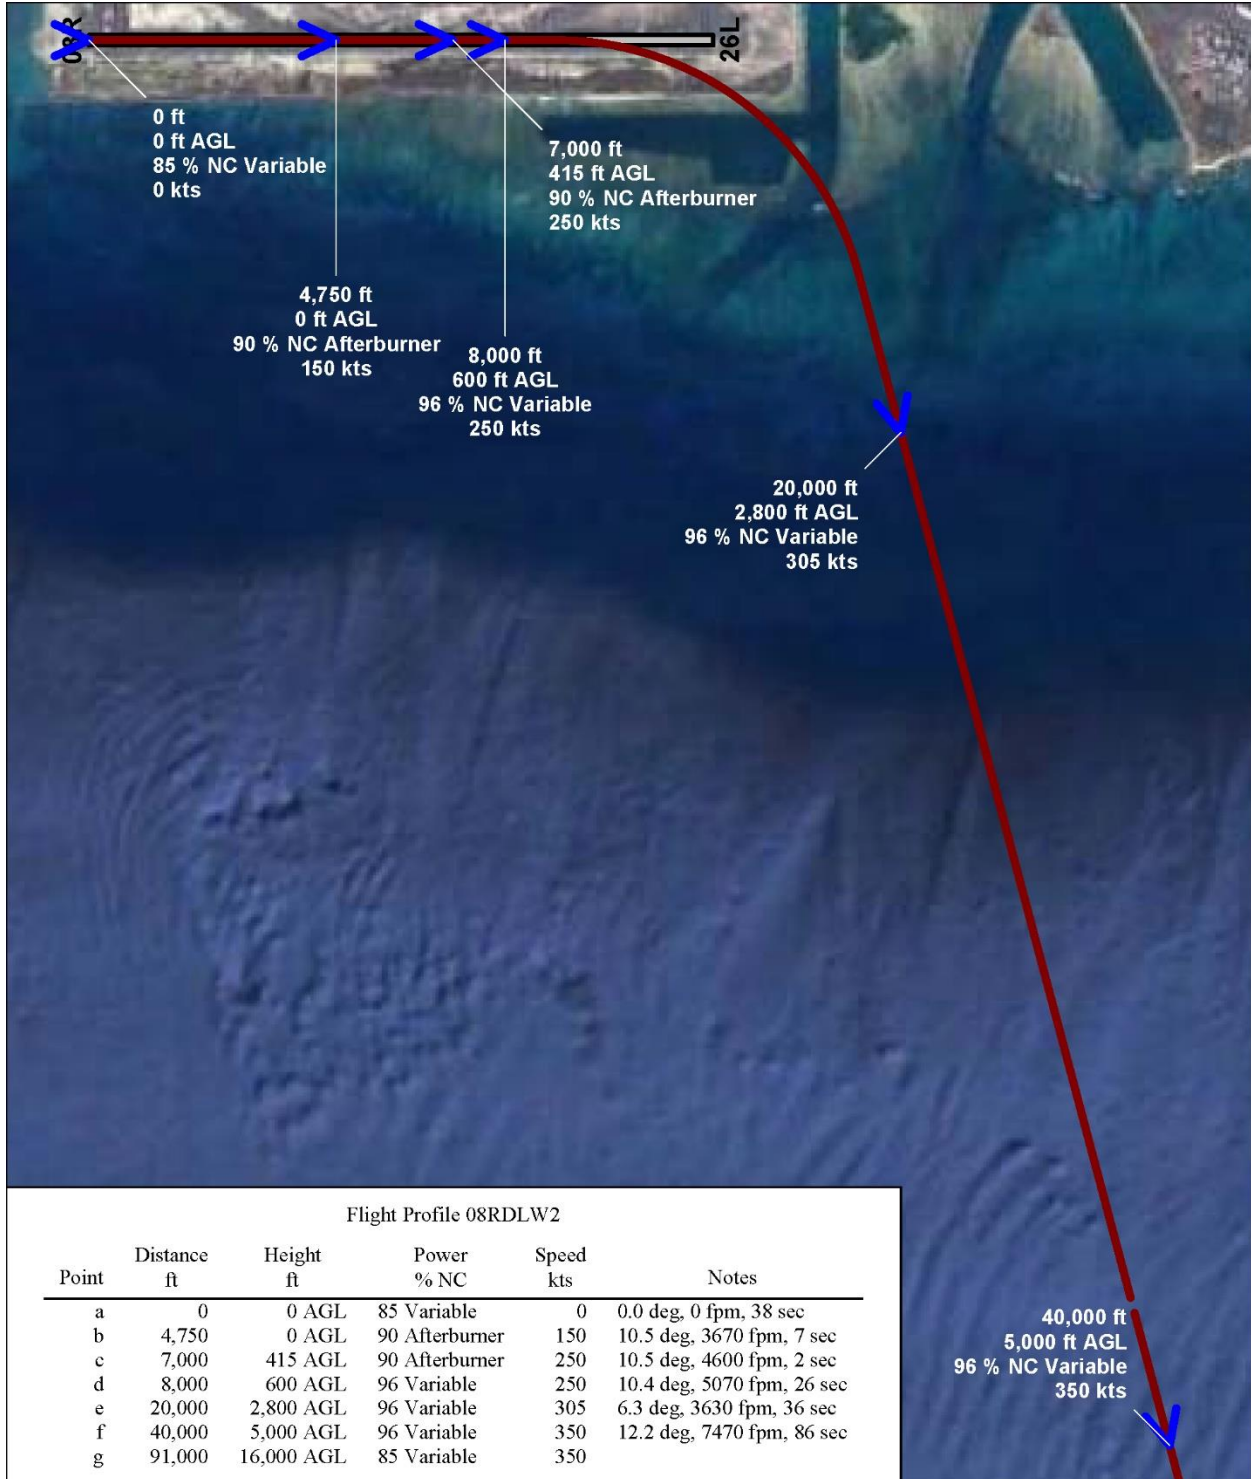 08R
26L
0 ft
0 ft AGL
85 % NC Variable
0 kts
7,000 ft
415 ft AGL
90 % NC Afterburner
250 kts
4,750 ft
0 ft AGL
90 % NC Afterburner
150 kts
8,000 ft
600 ft AGL
96 % NC Variable
250 kts
20,000 ft
2,800 ft AGL
96 % NC Variable
305 kts
40,000 ft
5,000 ft AGL
96 % NC Variable
350 kts
Flight Profile 08RDLW2
Distance Height Power Speed
Point ft ft % NC kts Notes
a 0 0 AGL 85 Variable 0 0.0 deg, 0 fpm, 38 sec
b 4,750 0 AGL 90 Afterburner 150 10.5 deg, 3670 fpm, 7 sec
c 7,000 415 AGL 90 Afterburner 250 10.5 deg, 4600 fpm, 2 sec
d 8,000 600 AGL 96 Variable 250 10.4 deg, 5070 fpm, 26 sec
e 20,000 2,800 AGL 96 Variable 305 6.3 deg, 3630 fpm, 36 sec
f 40,000 5,000 AGL 96 Variable 350 12.2 deg, 7470 fpm, 86 sec
g 91,000 16,000 AGL 85 Variable 350